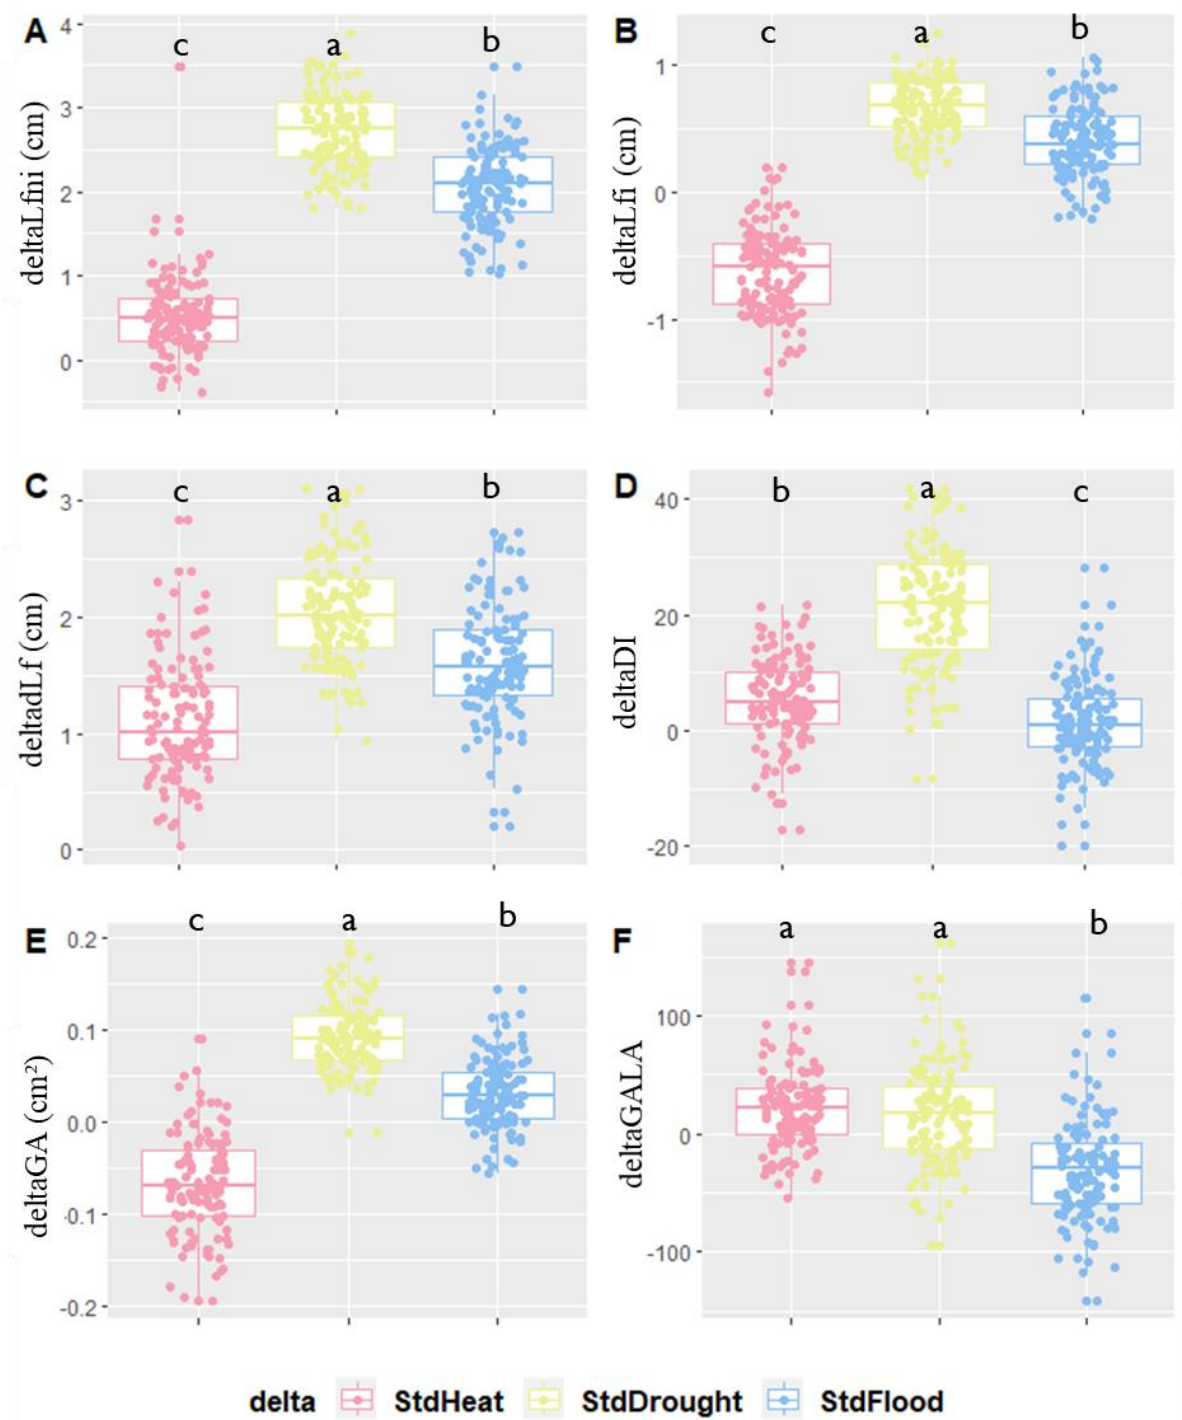 A
c
a
b
4
3
2
1
0
deltaLfni (cm)
B
c
a
b
1
0
-1
deltaLfi (cm)
C
c
a
b
3
2
1
0
deltadLf (cm)
D
b
a
c
40
20
0
-20
deltaDI
E
c
a
b
0.2
0.1
0.0
-0.1
-0.2
deltaGA (cm²)
F
a
a
b
100
0
-100
deltaGALA
delta StdHeat StdDrought StdFlood